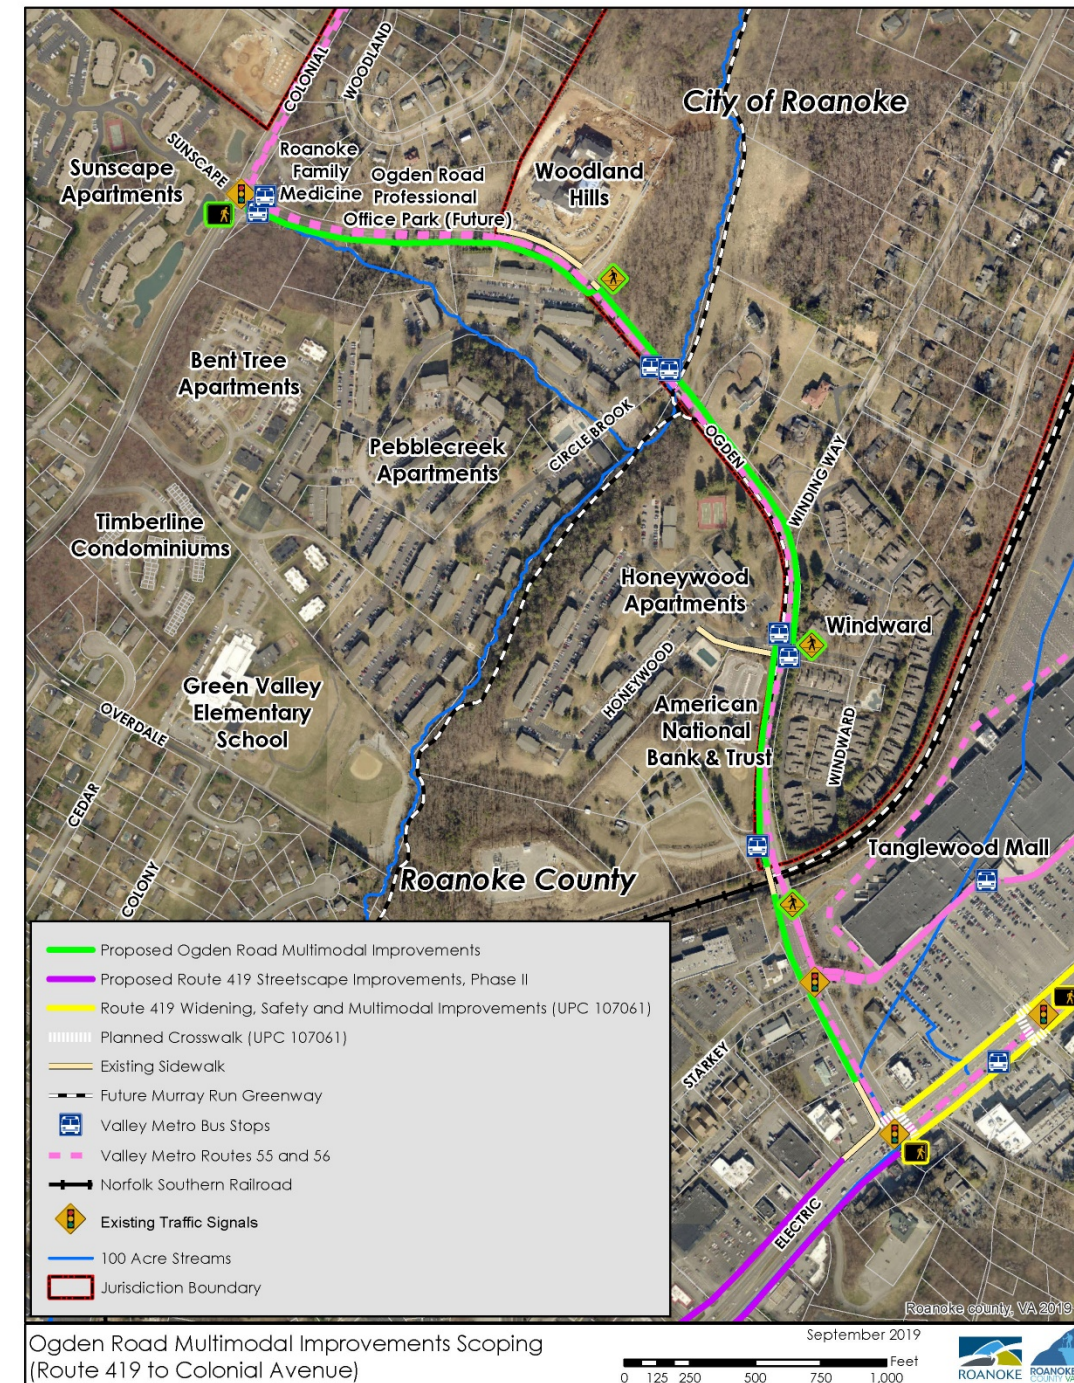 City of Roanoke
COLONIAL
WOODLAND
SUNSCAPE
Sunscape
Apartments
Roanoke
Family
Medicine
Ogden Road
Professional
Office Park (Future)
Woodland
Hills
Bent Tree
Apartments
Pebblecreek
Apartments
CIRCLE BROOK
OGDEN
WINDING WAY
Timberline
Condominiums
Honeywood
Apartments
Windward
HONEYWOOD
Green Valley
Elementary
School
American
National
Bank & Trust
WINDWARD
OVERDALE
CEDAR
COLONY
Roanoke County
Tanglewood Mall
STARKEY
ELECTRIC
Proposed Ogden Road Multimodal Improvements
Proposed Route 419 Streetscape Improvements, Phase II
Route 419 Widening, Safety and Multimodal Improvements (UPC 107061)
Planned Crosswalk (UPC 107061)
Existing Sidewalk
Future Murray Run Greenway
Valley Metro Bus Stops
Valley Metro Routes 55 and 56
Norfolk Southern Railroad
Existing Traffic Signals
100 Acre Streams
Jurisdiction Boundary
Roanoke county, VA 2019
Ogden Road Multimodal Improvements Scoping
(Route 419 to Colonial Avenue)
September 2019
Feet
0 125 250 500 750 1,000
ROANOKE
ROANOKE
COUNTY VA